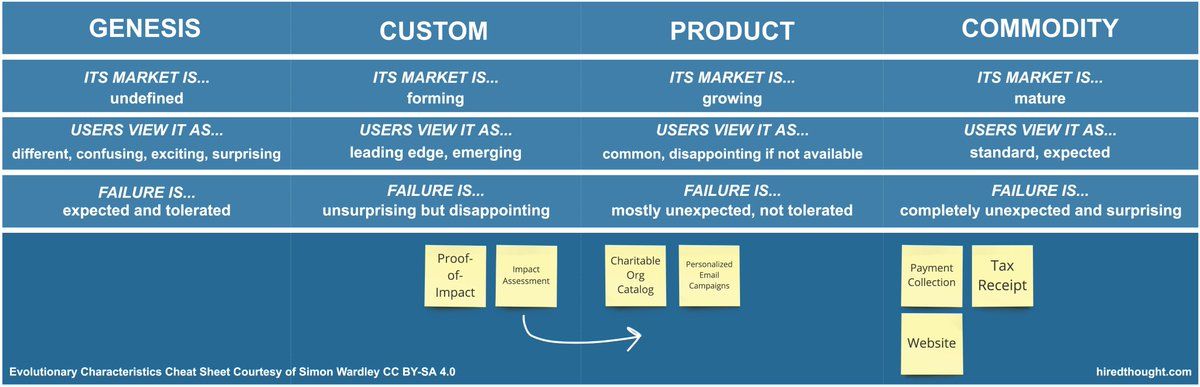 GENESIS
CUSTOM
PRODUCT
COMMODITY
ITS MARKET IS...
undefined
ITS MARKET IS...
forming
ITS MARKET IS...
growing
ITS MARKET IS...
mature
USERS VIEW IT AS...
different, confusing, exciting, surprising
USERS VIEW IT AS...
leading edge, emerging
USERS VIEW IT AS...
common, disappointing if not available
USERS VIEW IT AS...
standard, expected
FAILURE IS...
expected and tolerated
FAILURE IS...
unsurprising but disappointing
FAILURE IS...
mostly unexpected, not tolerated
FAILURE IS...
completely unexpected and surprising
Proof-
of-
Impact
Impact
Assessment
Charitable
Org
Catalog
Personalized
Email
Campaigns
Payment
Collection
Tax
Receipt
Website
Evolutionary Characteristics Cheat Sheet Courtesy of Simon Wardley CC BY-SA 4.0
hiredthought.com